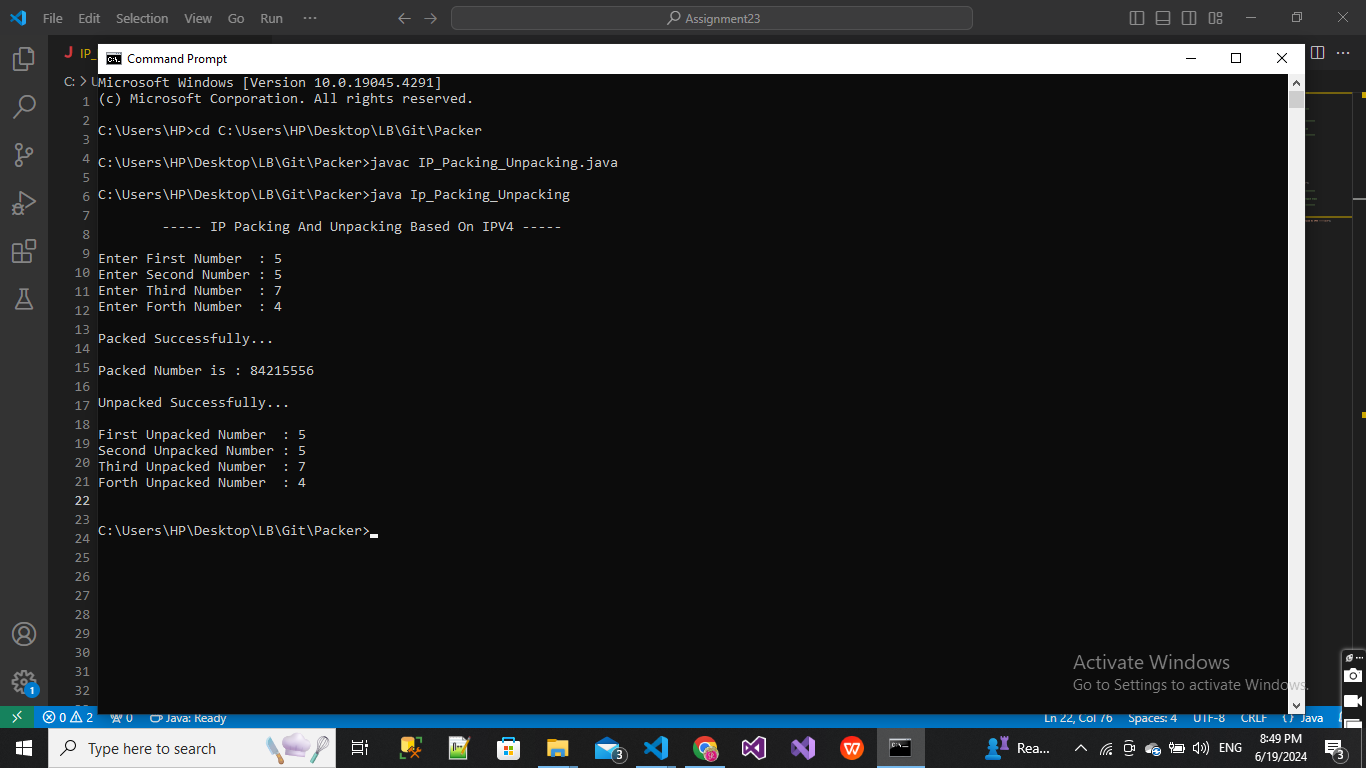 File Edit Selection View Go Run ··· Assignment23
J IP_
Command Prompt
C: >
Microsoft Windows [Version 10.0.19045.4291]
(c) Microsoft Corporation. All rights reserved.
C:\Users\HP>cd C:\Users\HP\Desktop\LB\Git\Packer
C:\Users\HP\Desktop\LB\Git\Packer>javac IP_Packing_Unpacking.java
C:\Users\HP\Desktop\LB\Git\Packer>java Ip_Packing_Unpacking
----- IP Packing And Unpacking Based On IPV4 -----
Enter First Number  : 5
Enter Second Number : 5
Enter Third Number  : 7
Enter Forth Number  : 4
Packed Successfully...
Packed Number is : 84215556
Unpacked Successfully...
First Unpacked Number  : 5
Second Unpacked Number : 5
Third Unpacked Number  : 7
Forth Unpacked Number  : 4
C:\Users\HP\Desktop\LB\Git\Packer>
1
2
3
4
5
6
7
8
9
10
11
12
13
14
15
16
17
18
19
20
21
22
23
24
25
26
27
28
29
30
31
32
1
Activate Windows
Go to Settings to activate Windows.
0 2 0 Java: Ready Ln 22, Col 76 Spaces: 4 UTF-8 CRLF {} Java
Type here to search 3 Rea... ENG 8:49 PM
6/19/2024 3